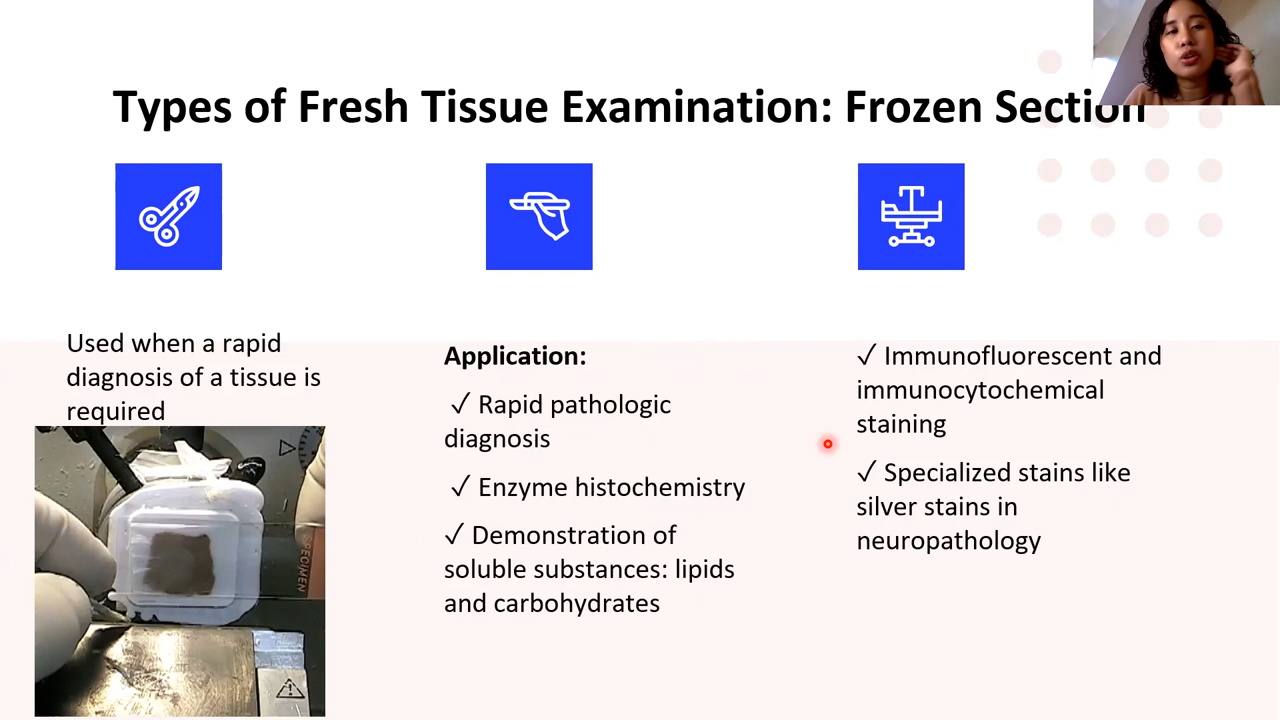 Types of Fresh Tissue Examination: Frozen Section
Used when a rapid
diagnosis of a tissue is
required
SPECIMEN
Application:
✓ Rapid pathologic
diagnosis
✓ Enzyme histochemistry
✓ Demonstration of
soluble substances: lipids
and carbohydrates
✓ Immunofluorescent and
immunocytochemical
staining
✓ Specialized stains like
silver stains in
neuropathology